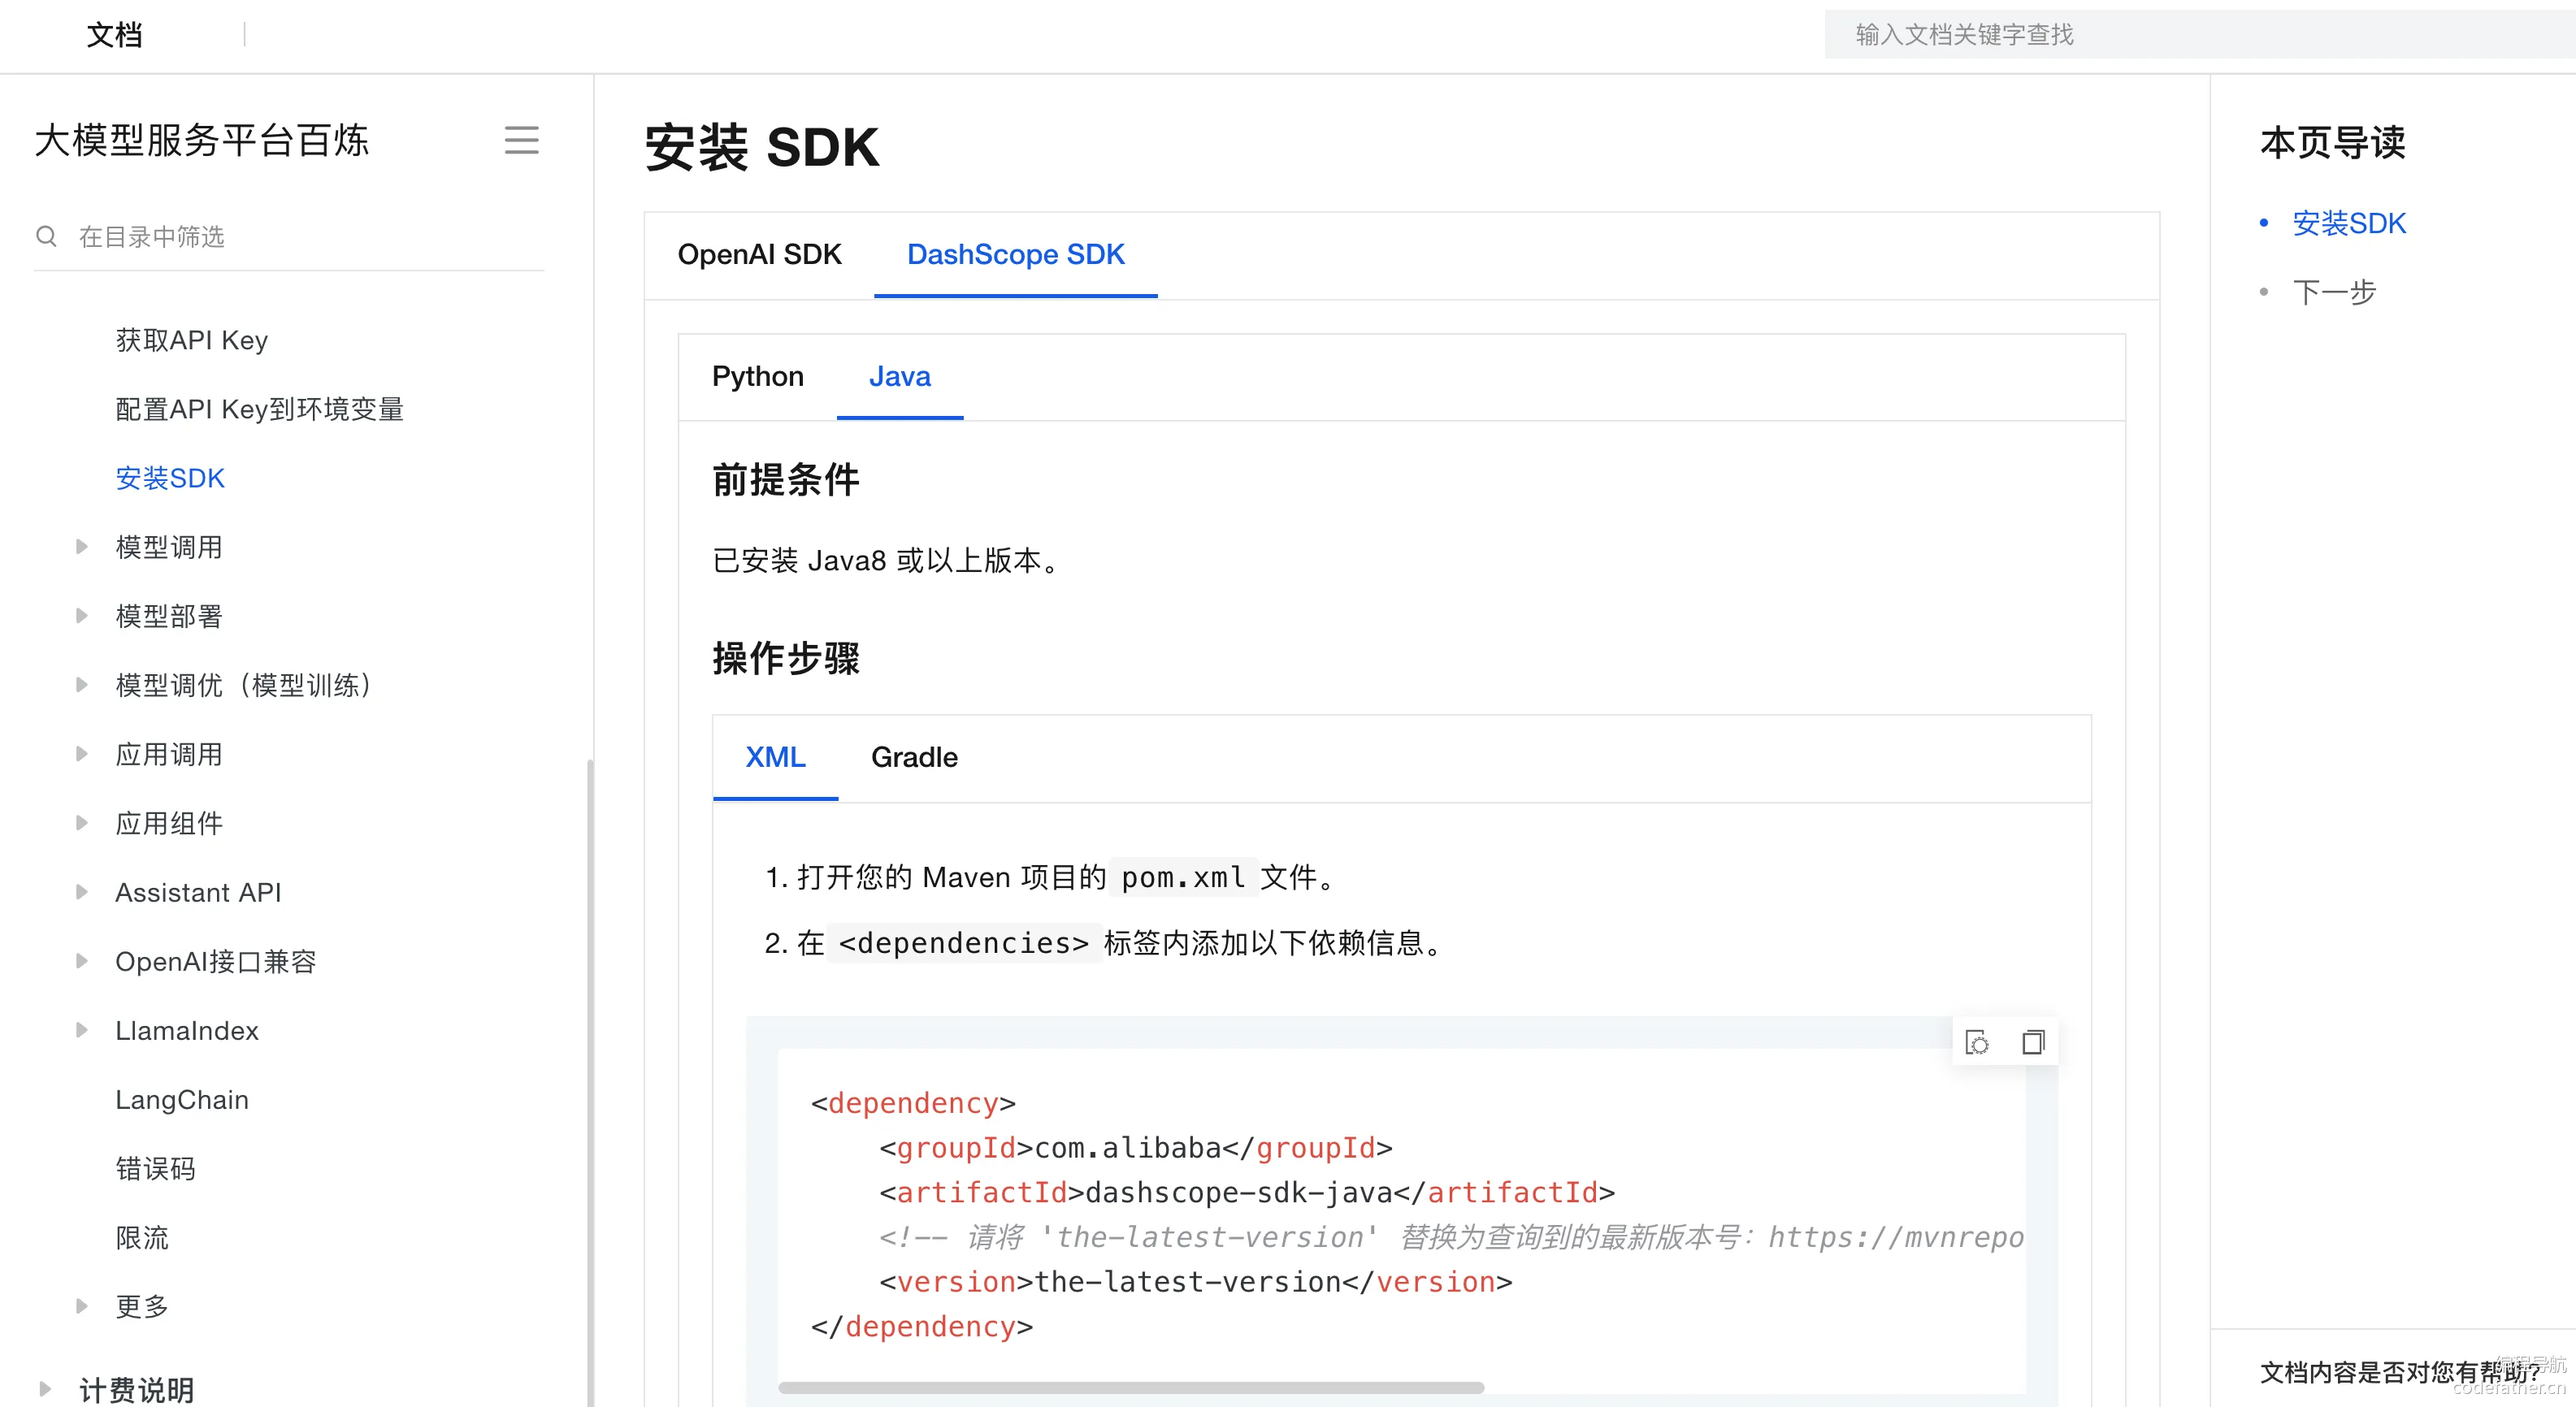 文档
输入文档关键字查找
大模型服务平台百炼
在目录中筛选
获取API Key
配置API Key到环境变量
安装SDK
模型调用
模型部署
模型调优（模型训练）
应用调用
应用组件
Assistant API
OpenAI接口兼容
LlamaIndex
LangChain
错误码
限流
更多
计费说明
安装 SDK
OpenAI SDK DashScope SDK
Python Java
前提条件
已安装 Java8 或以上版本。
操作步骤
XML Gradle
1. 打开您的 Maven 项目的 pom.xml 文件。
2. 在 <dependencies> 标签内添加以下依赖信息。
<dependency>
    <groupId>com.alibaba</groupId>
    <artifactId>dashscope-sdk-java</artifactId>
    <!-- 请将 'the-latest-version' 替换为查询到的最新版本号：https://mvnrepo
    <version>the-latest-version</version>
</dependency>
本页导读
安装SDK
下一步
文档内容是否对您有帮助？
编程导航
codefather.cn